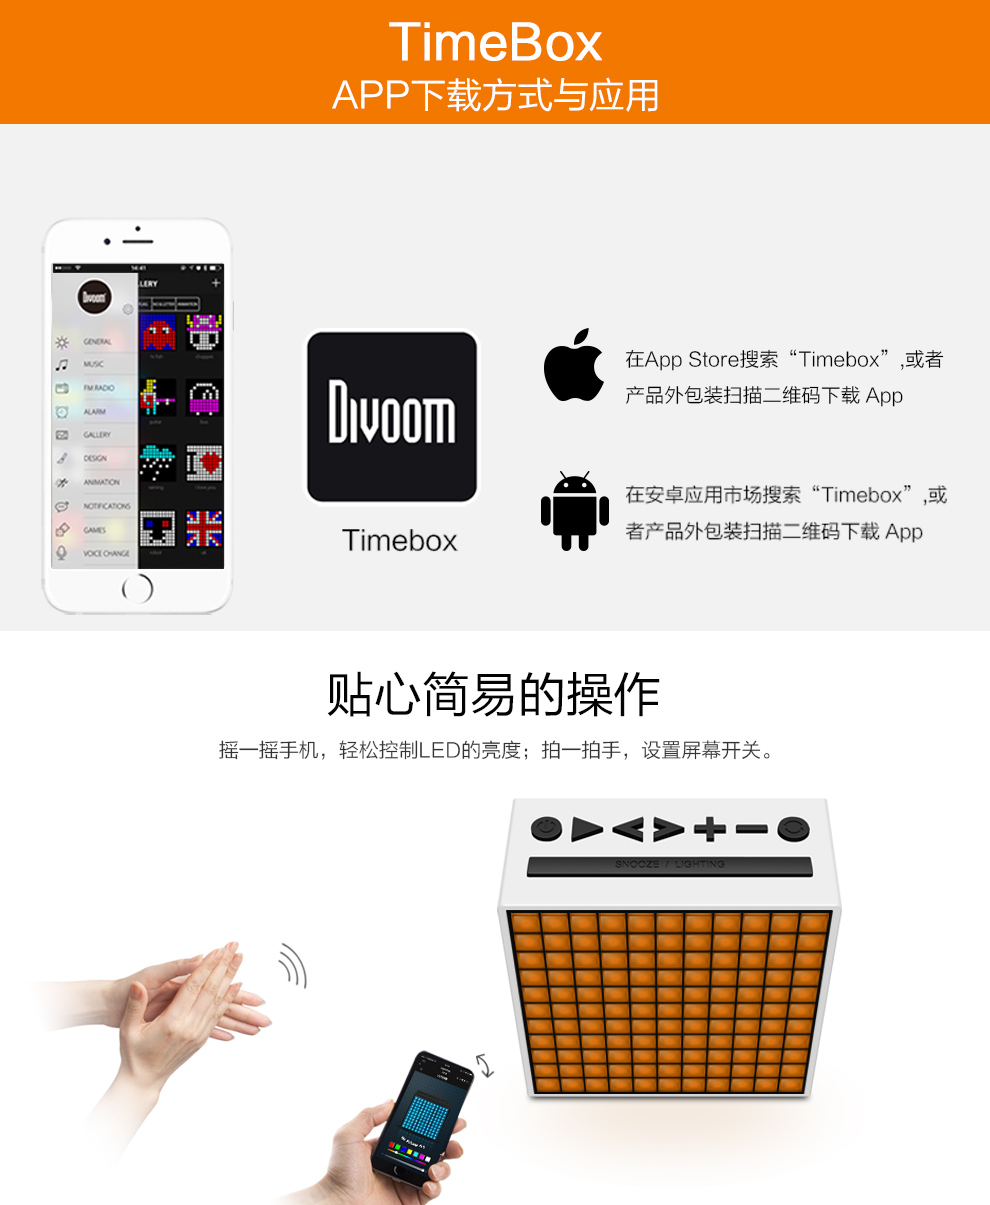 TimeBox
APP下载方式与应用
14:41
Divoom
LLERY
GENERAL
MUSIC
FM RADIO
ALARM
GALLERY
DESIGN
ANIMATION
NOTIFICATIONS
GAMES
VOICE CHANGE
Divoom
Timebox
在App Store搜索“Timebox”,或者
产品外包装扫描二维码下载 App
在安卓应用市场搜索“Timebox”,或
者产品外包装扫描二维码下载 App
贴心简易的操作
摇一摇手机，轻松控制LED的亮度；拍一拍手，设置屏幕开关。
SNOOZE / LIGHTING